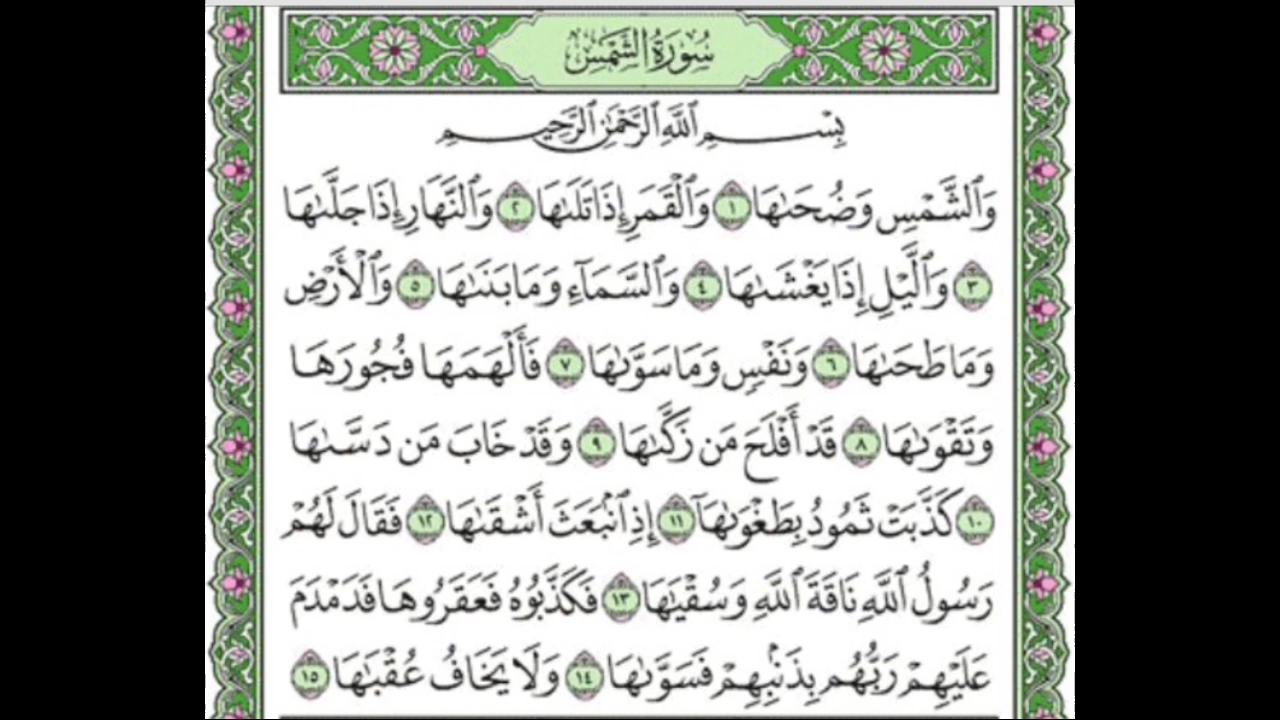 سُورَةُ الشَّمْسِ
بِسْمِ ٱللَّهِ ٱلرَّحْمَٰنِ ٱلرَّحِيمِ
وَٱلشَّمْسِ وَضُحَىٰهَا ١ وَٱلْقَمَرِ إِذَا تَلَىٰهَا ٢ وَٱلنَّهَارِ إِذَا جَلَّىٰهَا
٣ وَٱلَّيْلِ إِذَا يَغْشَىٰهَا ٤ وَٱلسَّمَآءِ وَمَا بَنَىٰهَا ٥ وَٱلْأَرْضِ
وَمَا طَحَىٰهَا ٦ وَنَفْسٍ وَمَا سَوَّىٰهَا ٧ فَأَلْهَمَهَا فُجُورَهَا
وَتَقْوَىٰهَا ٨ قَدْ أَفْلَحَ مَن زَكَّىٰهَا ٩ وَقَدْ خَابَ مَن دَسَّىٰهَا
١٠ كَذَّبَتْ ثَمُودُ بِطَغْوَىٰهَآ ١١ إِذِ ٱنۢبَعَثَ أَشْقَىٰهَا ١٢ فَقَالَ لَهُمْ
رَسُولُ ٱللَّهِ نَاقَةَ ٱللَّهِ وَسُقْيَٰهَا ١٣ فَكَذَّبُوهُ فَعَقَرُوهَا فَدَمْدَمَ
عَلَيْهِمْ رَبُّهُم بِذَنۢبِهِمْ فَسَوَّىٰهَا ١٤ وَلَا يَخَافُ عُقْبَٰهَا ١٥